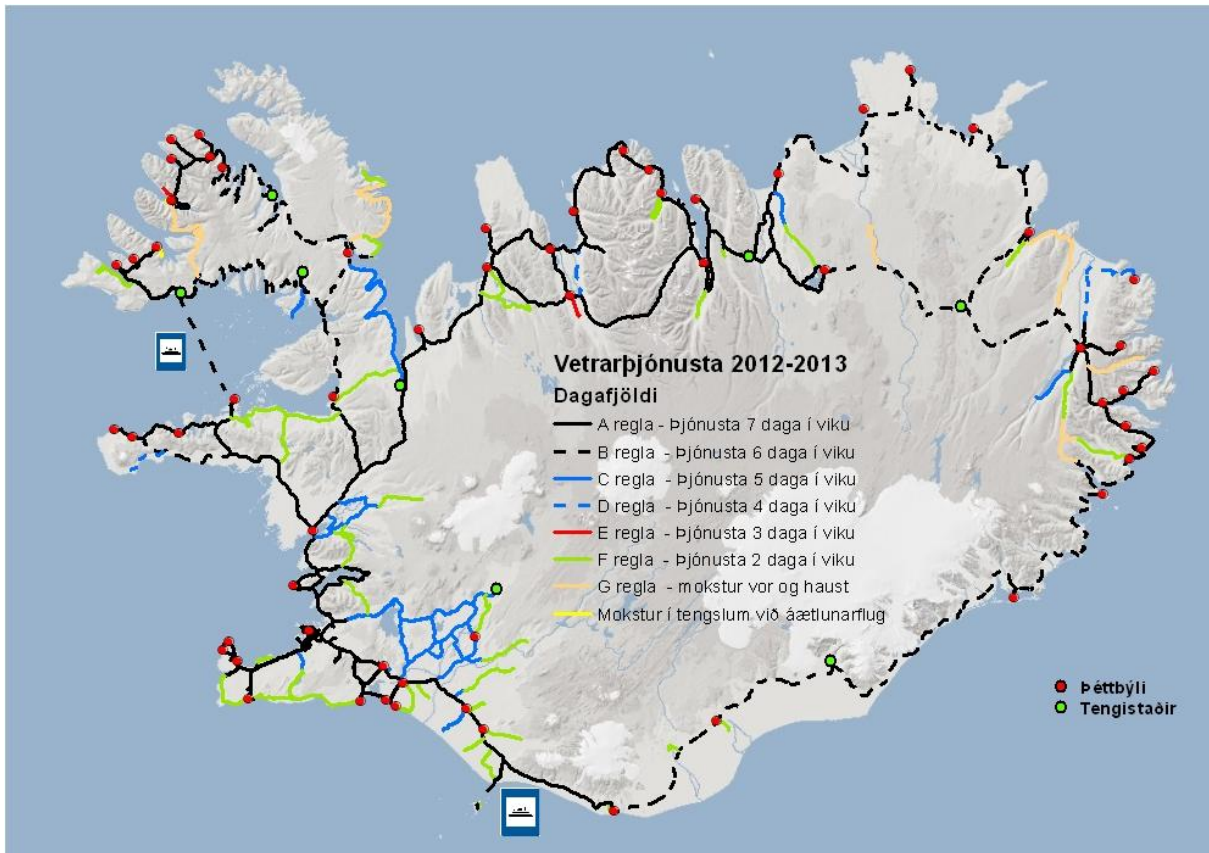 Vetrarþjónusta 2012-2013
Dagafjöldi
A regla - Þjónusta 7 daga í viku
B regla - Þjónusta 6 daga í viku
C regla - Þjónusta 5 daga í viku
D regla - Þjónusta 4 daga í viku
E regla - Þjónusta 3 daga í viku
F regla - Þjónusta 2 daga í viku
G regla - mokstur vor og haust
Mokstur í tengslum við áætlunarflug
Þéttbýli
Tengistaðir